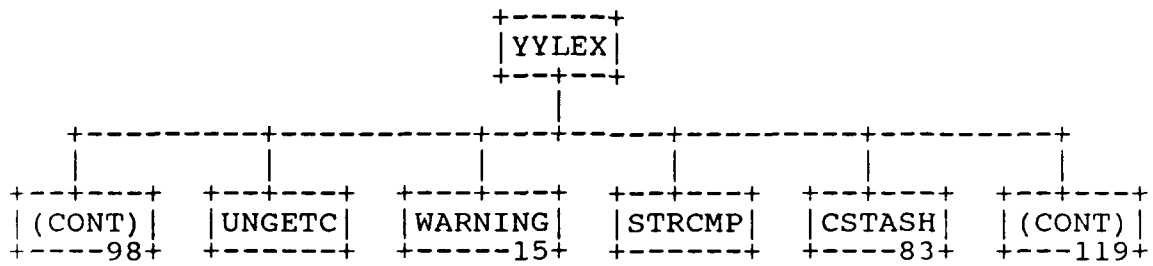 YYLEX
(CONT) UNGETC WARNING STRCMP CSTASH (CONT)
98 15 83 119